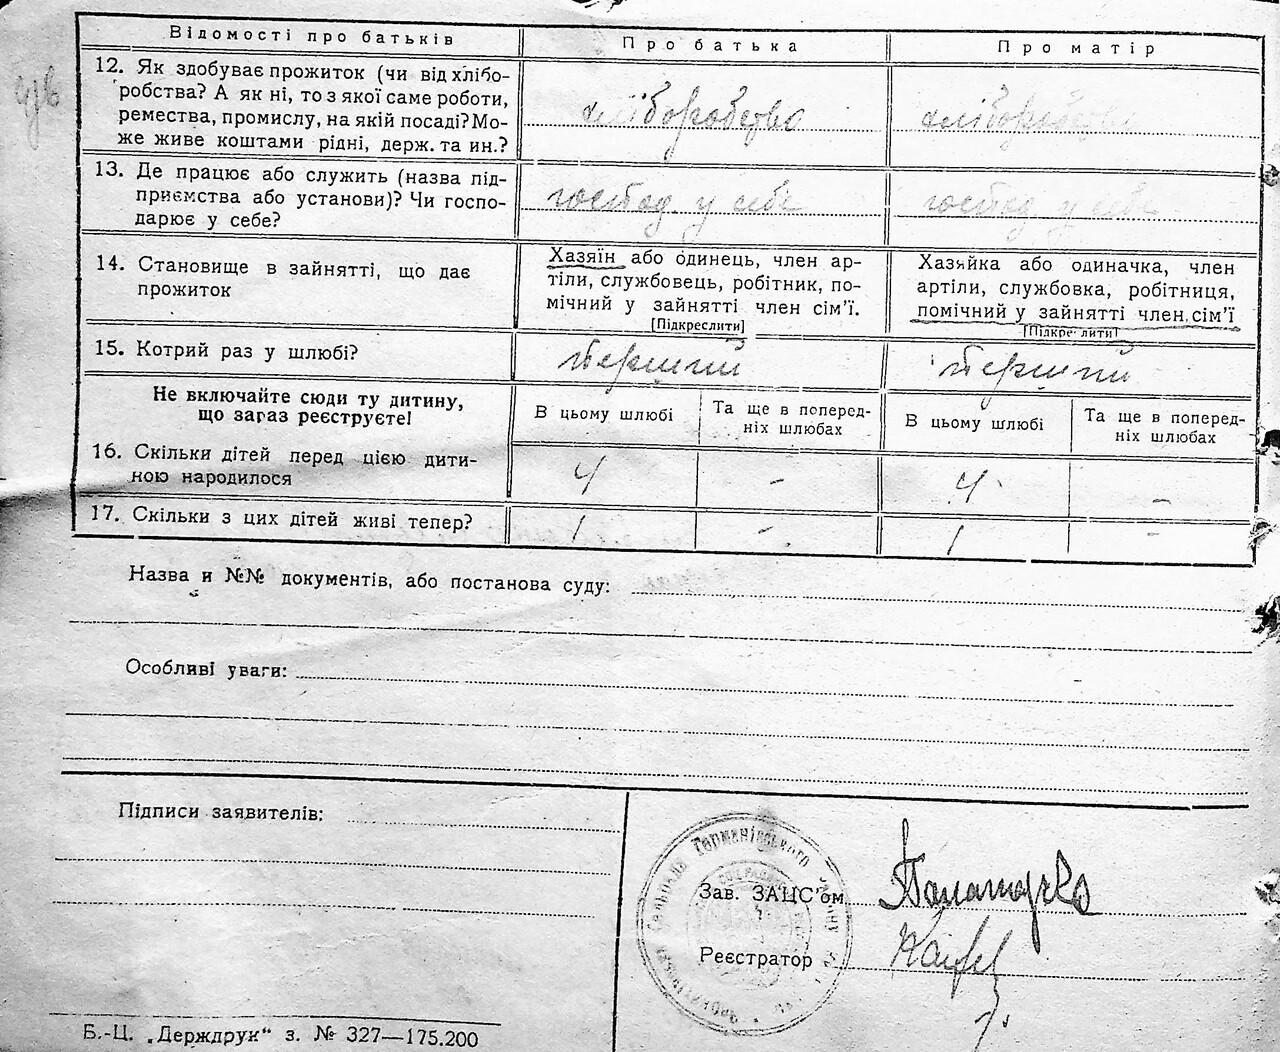 Відомості про батьків
Про батька
Про матір
12. Як здобуває прожиток (чи від хлібо-
робства? А як ні, то з якої саме роботи,
ремества, промислу, на якій посаді? Мо-
же живе коштами рідні, держ. та ин.?
хліборобство
хліборобство
13. Де працює або служить (назва під-
приємства або установи)? Чи госпо-
дарює у себе?
господ. у себе
господ. у себе
14. Становище в зайнятті, що дає
прожиток
Хазяїн або одинець, член ар-
тіли, службовець, робітник, по-
мічний у зайнятті член сім'ї.
[Підкреслити]
Хазяйка або одиначка, член
артіли, службовка, робітниця,
помічний у зайнятті член сім'ї
[Підкреслити]
15. Котрий раз у шлюбі?
перший
перший
Не включайте сюди ту дитину,
що зараз реєструєте!
В цьому шлюбі
Та ще в поперед-
ніх шлюбах
В цьому шлюбі
Та ще в поперед-
ніх шлюбах
16. Скільки дітей перед цією дити-
ною народилося
4
-
4
-
17. Скільки з цих дітей живі тепер?
1
-
1
-
Назва и №№ документів, або постанова суду:
Особливі уваги:
Підписи заявителів:
Зав. ЗАЦС'ом
Реєстратор
Б.-Ц. „Держдрук" з. № 327—175.200